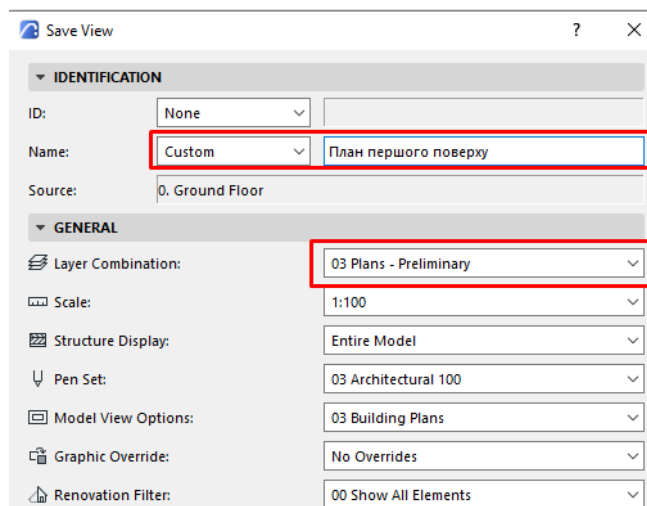 Save View ? ×
IDENTIFICATION
ID: None
Name: Custom План першого поверху
Source: 0. Ground Floor
GENERAL
Layer Combination: 03 Plans - Preliminary
Scale: 1:100
Structure Display: Entire Model
Pen Set: 03 Architectural 100
Model View Options: 03 Building Plans
Graphic Override: No Overrides
Renovation Filter: 00 Show All Elements